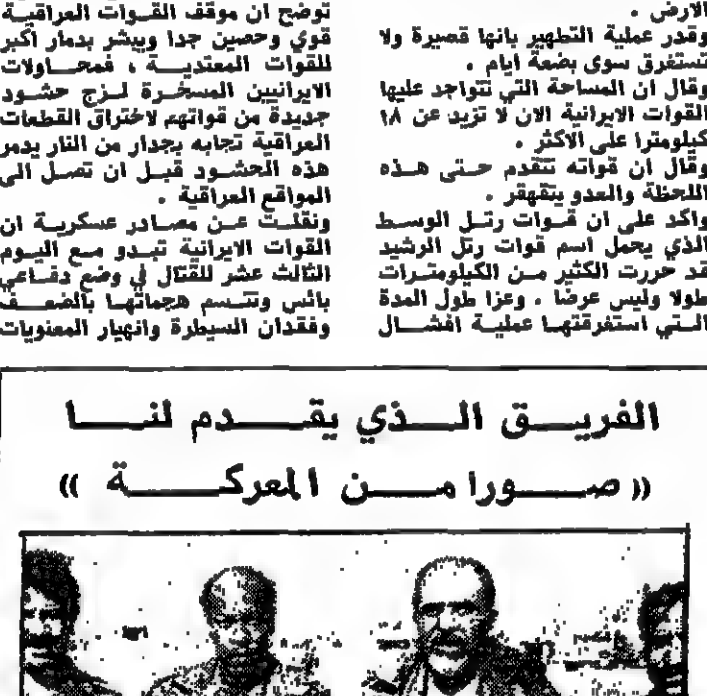 الارض .
وقدر عملية التطهير بانها قصيرة ولا
تستغرق سوى بضعة ايام .
وقال ان المساحة التي تتواجد عليها
القوات الايرانية الان لا تزيد عن ١٨
كيلومترا على الاكثر .
وقال ان قواته تتقدم حتى هذه
اللحظة والعدو يتقهقر .
واكد على ان قوات رتل الوسط
الذي يحمل اسم قوات رتل الرشيد
قد حررت الكثير من الكيلومترات
طولا وليس عرضا . وعزا طول المدة
التي استغرقتها عملية افشال
توضح ان موقف القوات العراقية
قوي وحصين جدا ويبشر بدمار اكبر
للقوات المعتدية ، فمحاولات
الايرانيين المسخرة لزج حشود
جديدة من قواتهم لاختراق القطعات
العراقية تجابه بجدار من النار يدمر
هذه الحشود قبل ان تصل الى
المواقع العراقية .
ونقلت عن مصادر عسكرية ان
القوات الايرانية تبدو مع اليوم
الثالث عشر للقتال في وضع دفاعي
بائس وتتسم هجماتها بالضعف
وفقدان السيطرة وانهيار المعنويات
الفريق الذي يقدم لنا
(( صورا من المعركة ))